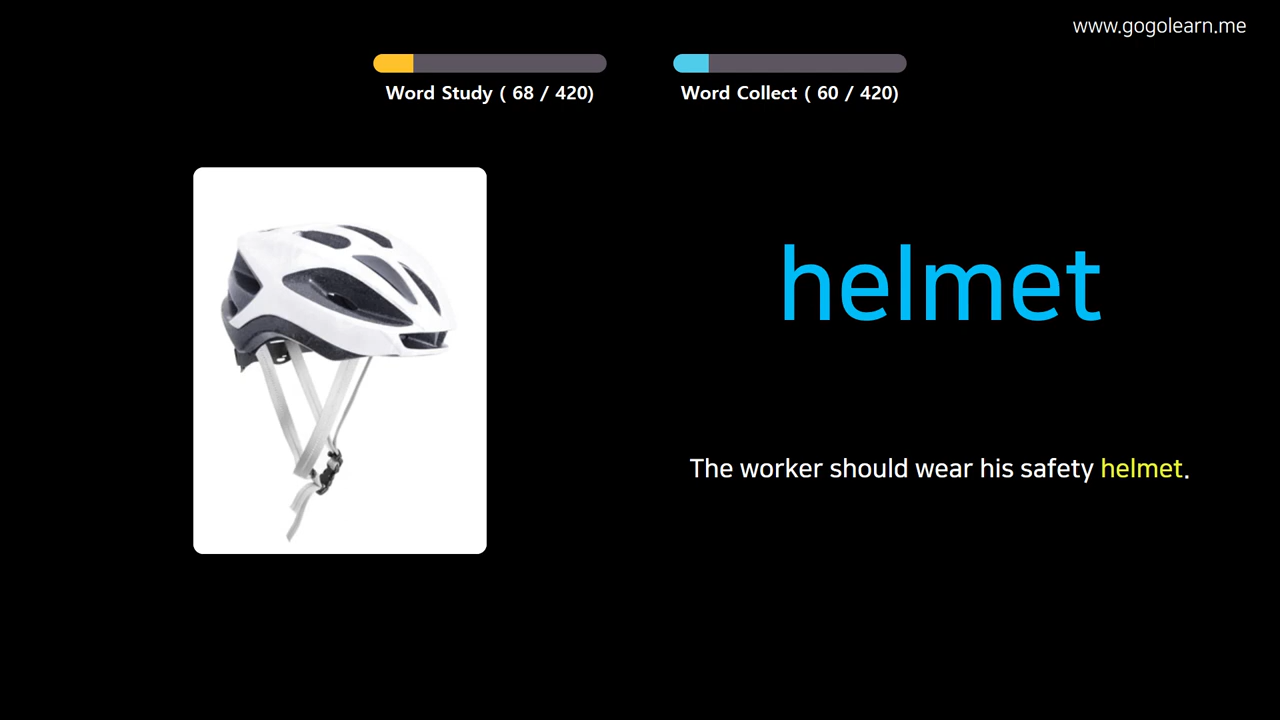 www.gogolearn.me
Word Study ( 68 / 420)
Word Collect ( 60 / 420)
helmet
The worker should wear his safety helmet.